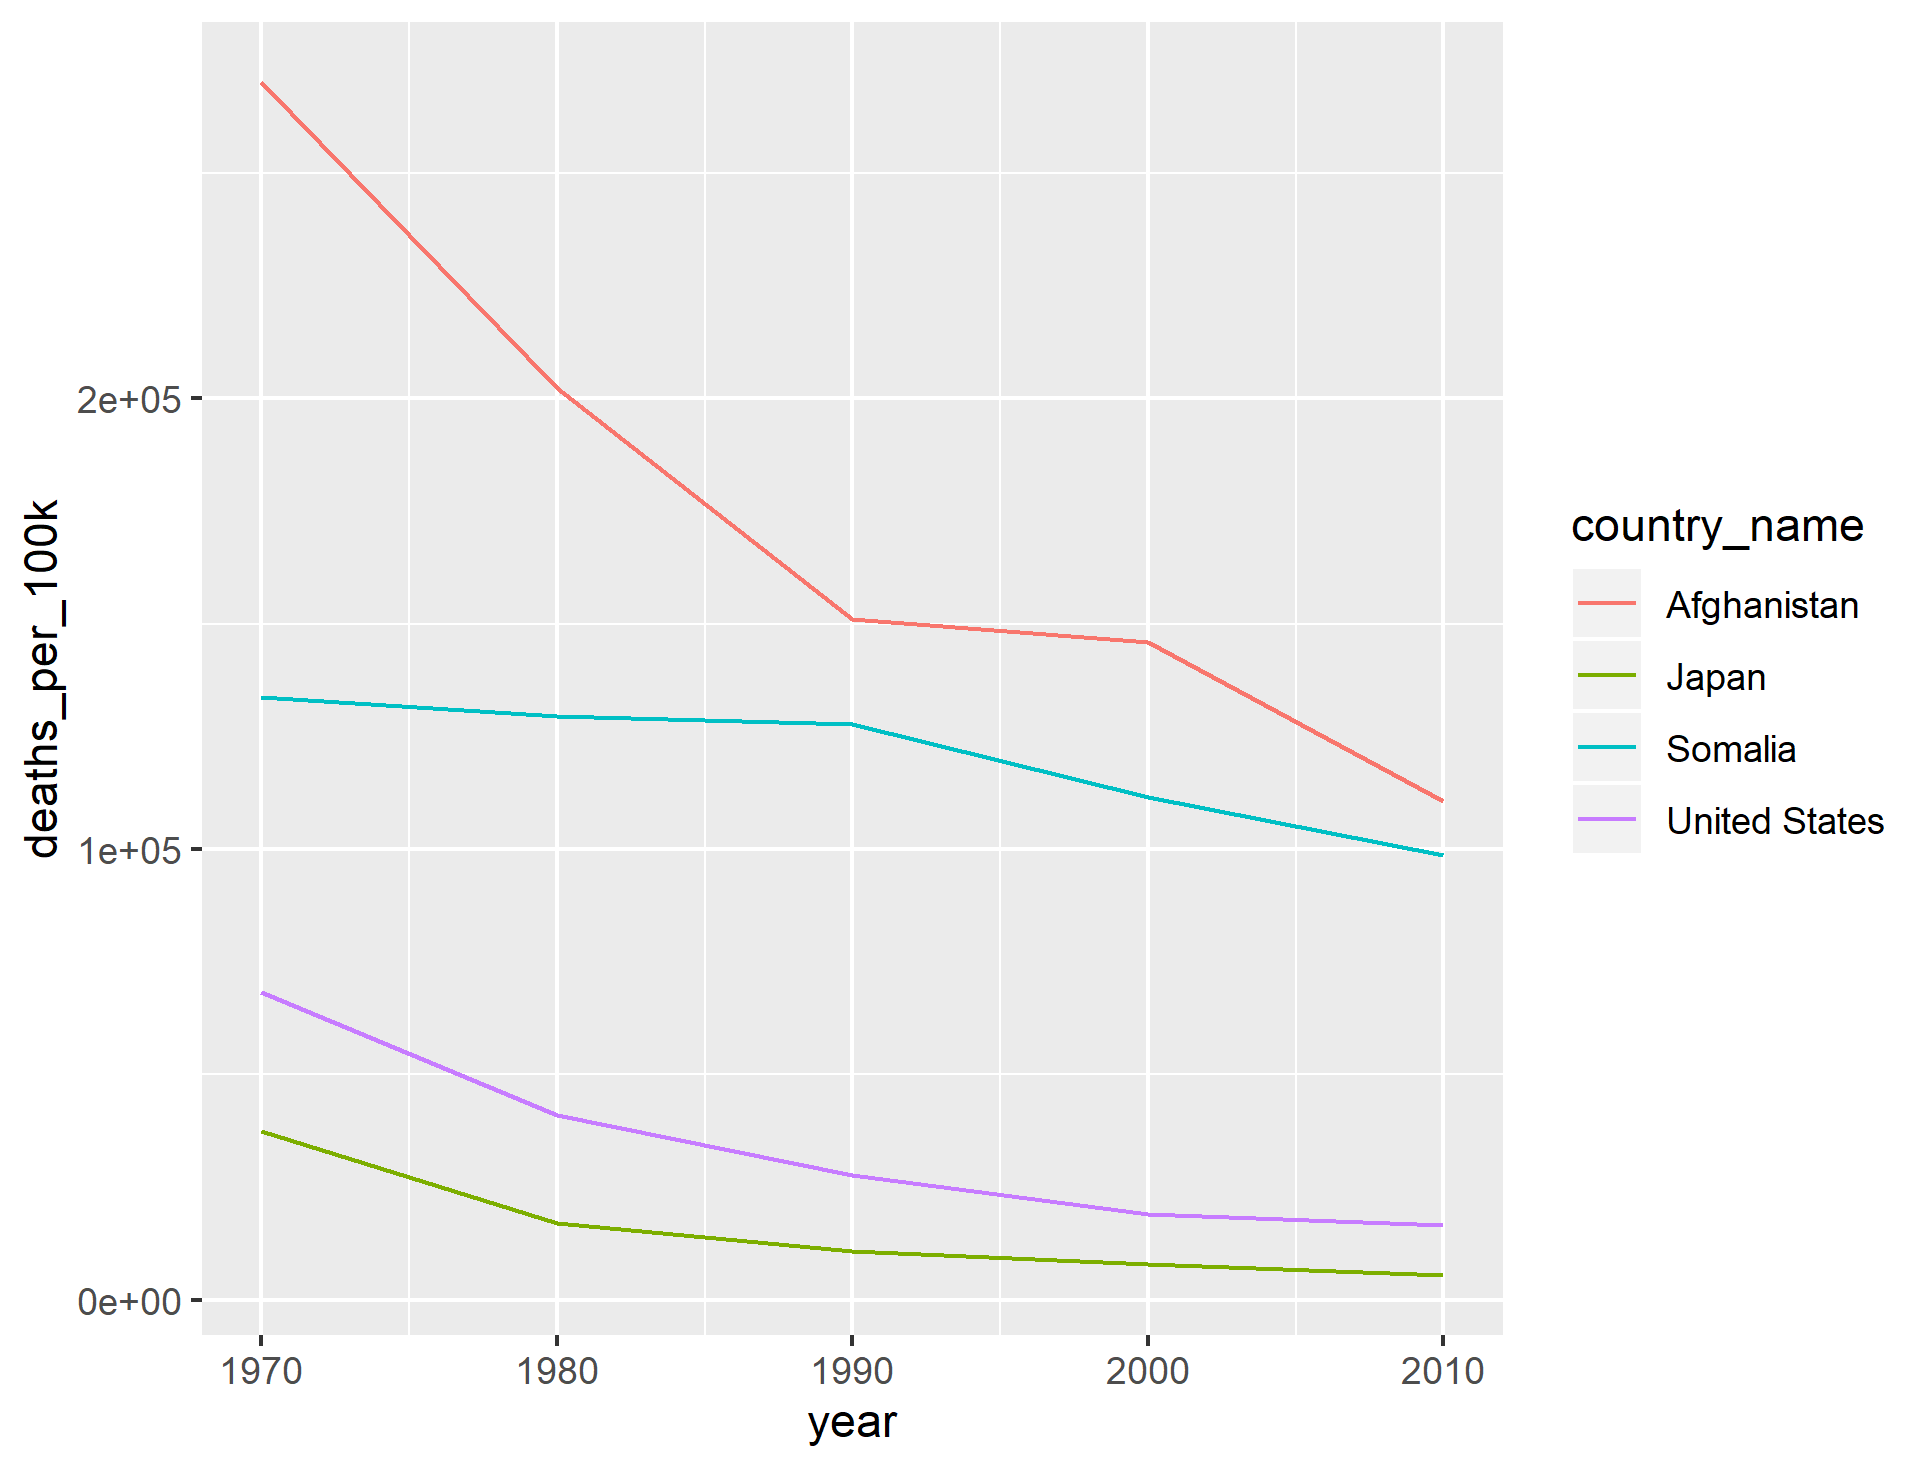 deaths_per_100k
2e+05
1e+05
0e+00
1970 1980 1990 2000 2010
year
country_name
Afghanistan
Japan
Somalia
United States